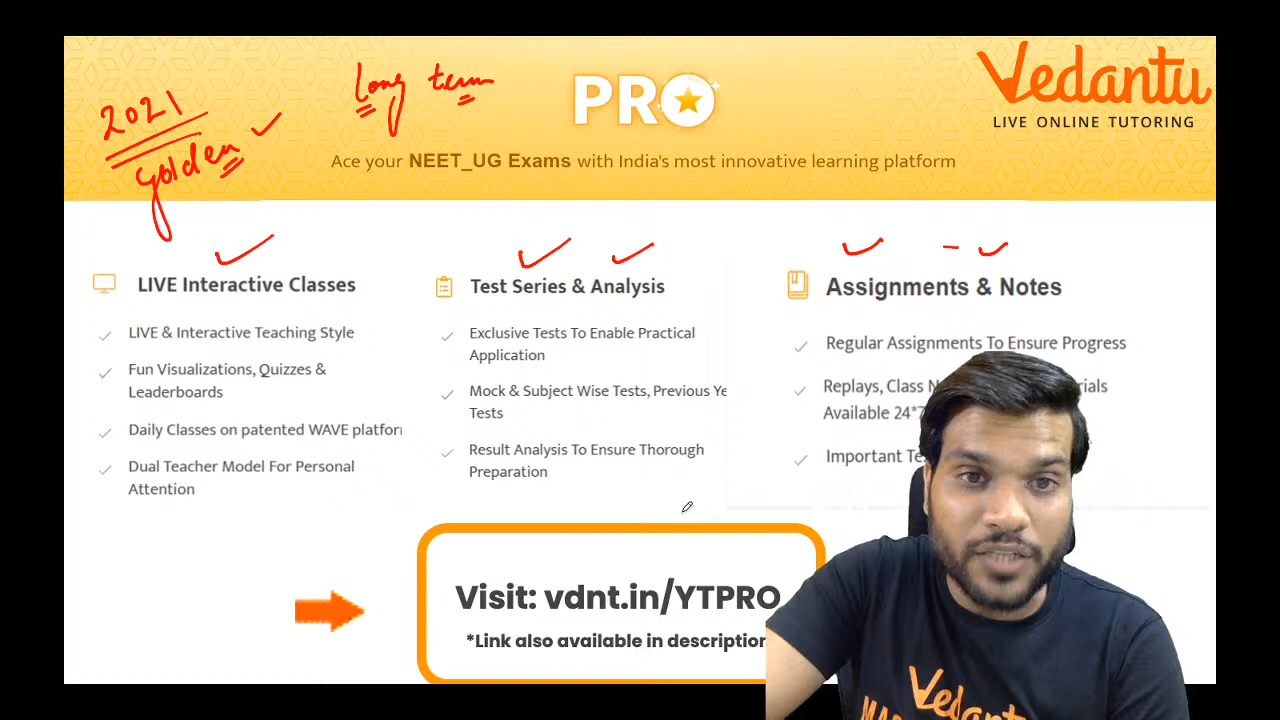 2021
golden
Long term
PRO
Vedantu
LIVE ONLINE TUTORING
Ace your NEET_UG Exams with India's most innovative learning platform
LIVE Interactive Classes
LIVE & Interactive Teaching Style
Fun Visualizations, Quizzes &
Leaderboards
Daily Classes on patented WAVE platfor
Dual Teacher Model For Personal
Attention
Test Series & Analysis
Exclusive Tests To Enable Practical
Application
Mock & Subject Wise Tests, Previous Ye
Tests
Result Analysis To Ensure Thorough
Preparation
Assignments & Notes
Regular Assignments To Ensure Progress
Replays, Class
Available 24*7
Important
Visit: vdnt.in/YTPRO
*Link also available in description
Vedantu